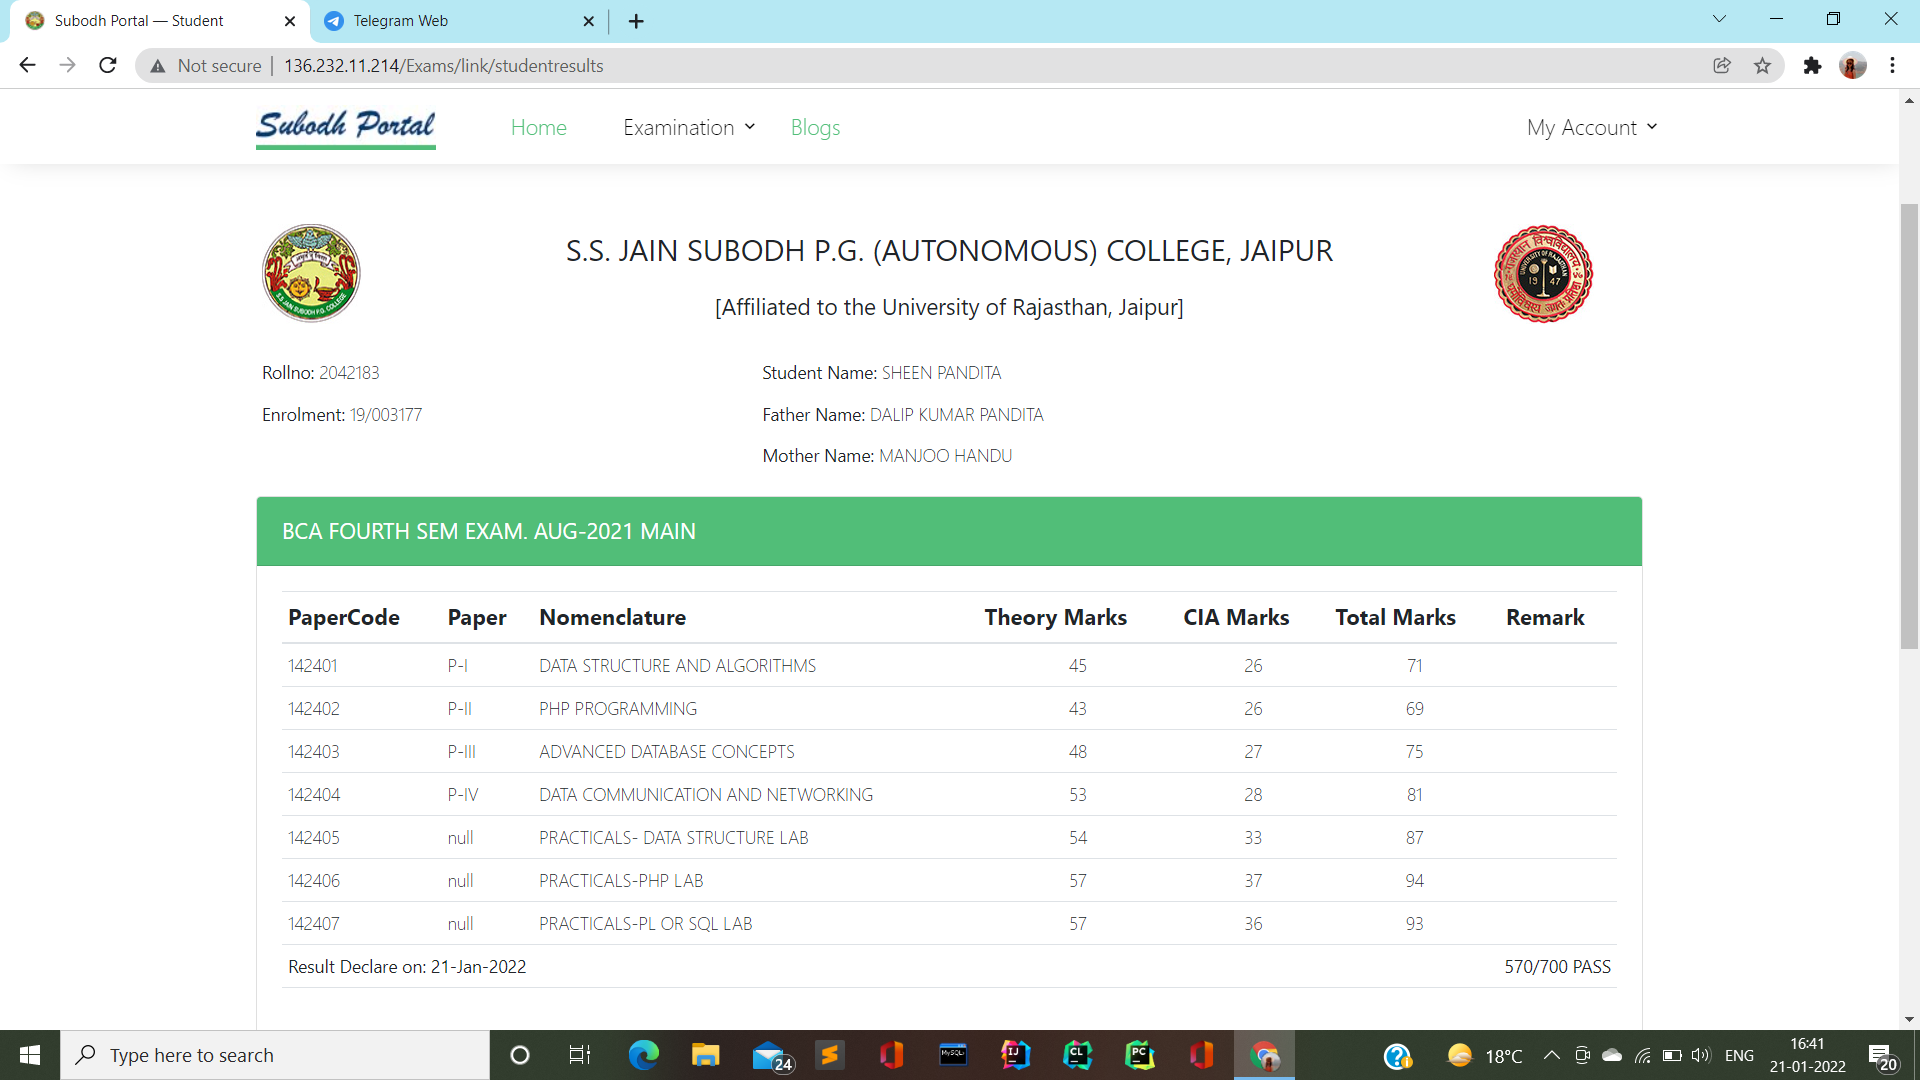 Subodh Portal — Student
Telegram Web
Not secure
136.232.11.214/Exams/link/studentresults
Subodh Portal
Home
Examination
Blogs
My Account
S.S. JAIN SUBODH P.G. (AUTONOMOUS) COLLEGE, JAIPUR
[Affiliated to the University of Rajasthan, Jaipur]
Rollno: 2042183
Student Name: SHEEN PANDITA
Enrolment: 19/003177
Father Name: DALIP KUMAR PANDITA
Mother Name: MANJOO HANDU
BCA FOURTH SEM EXAM. AUG-2021 MAIN
PaperCode Paper Nomenclature Theory Marks CIA Marks Total Marks Remark
142401 P-I DATA STRUCTURE AND ALGORITHMS 45 26 71
142402 P-II PHP PROGRAMMING 43 26 69
142403 P-III ADVANCED DATABASE CONCEPTS 48 27 75
142404 P-IV DATA COMMUNICATION AND NETWORKING 53 28 81
142405 null PRACTICALS- DATA STRUCTURE LAB 54 33 87
142406 null PRACTICALS-PHP LAB 57 37 94
142407 null PRACTICALS-PL OR SQL LAB 57 36 93
Result Declare on: 21-Jan-2022 570/700 PASS
Type here to search
24
18°C
ENG
16:41
21-01-2022
20